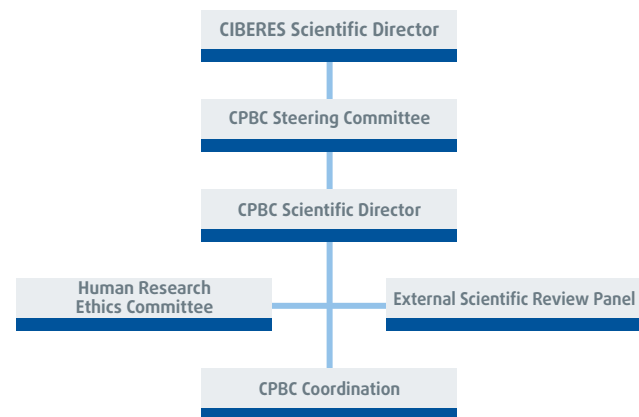 CIBERES Scientific Director
CPBC Steering Committee
CPBC Scientific Director
Human Research
Ethics Committee
External Scientific Review Panel
CPBC Coordination